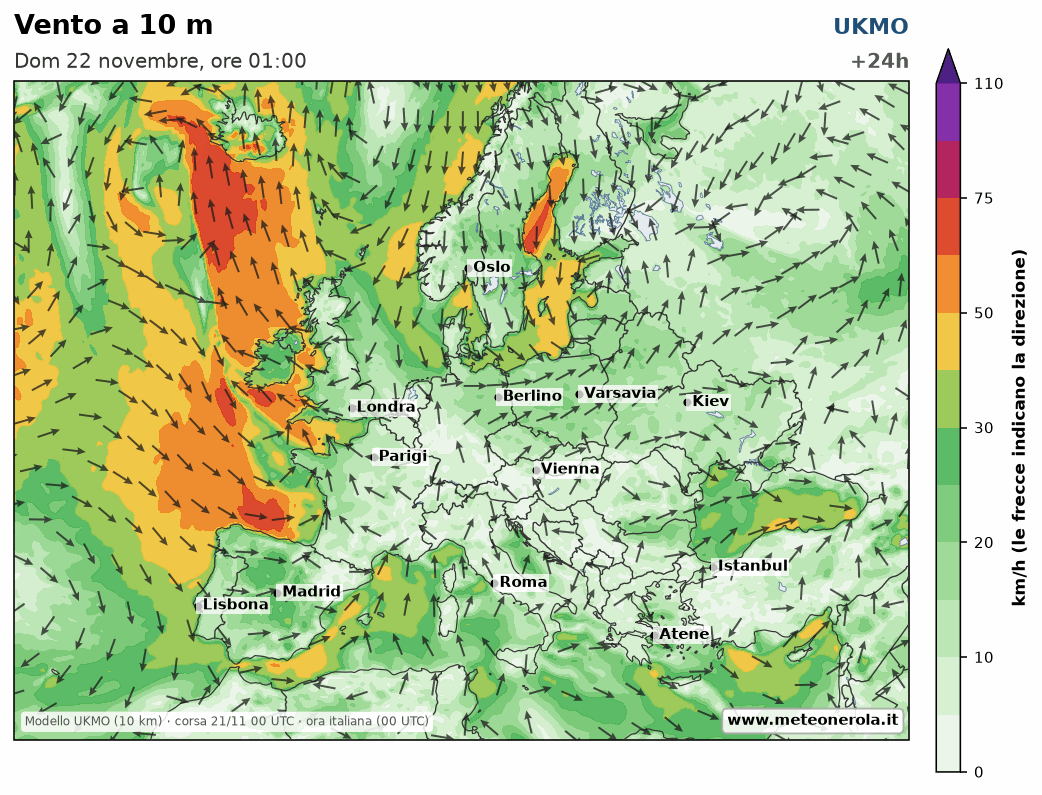 Vento a 10 m
UKMO
Dom 22 novembre, ore 01:00
+24h
110
75
50
30
20
10
0
km/h (le frecce indicano la direzione)
Oslo
Londra
Berlino
Varsavia
Kiev
Parigi
Vienna
Istanbul
Roma
Madrid
Lisbona
Atene
Modello UKMO (10 km) · corsa 21/11 00 UTC · ora italiana (00 UTC)
www.meteonerola.it